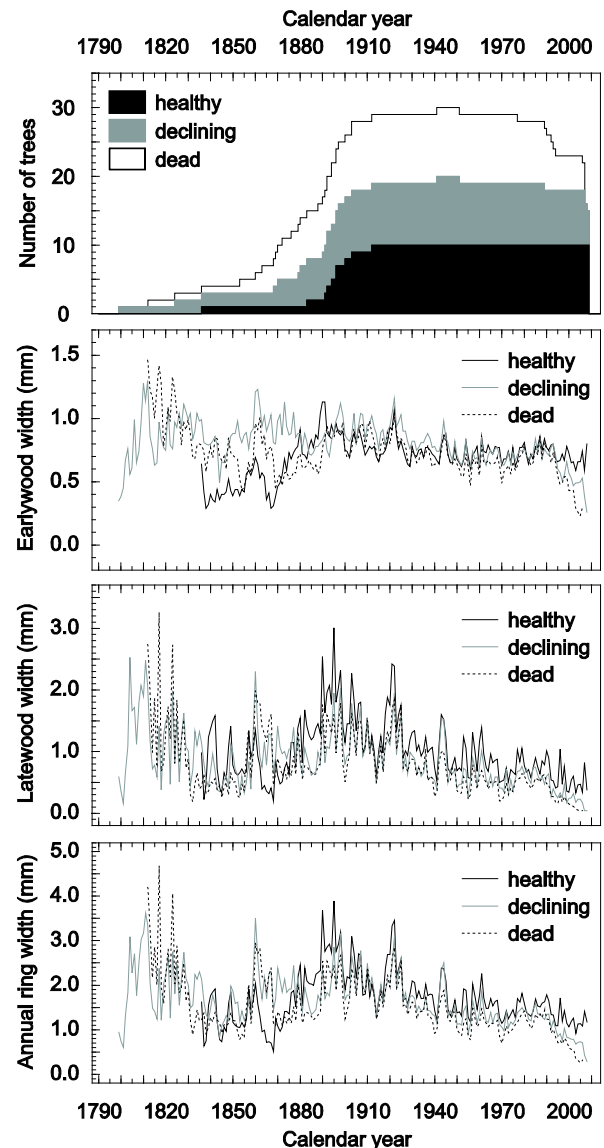 Calendar year
1790 1820 1850 1880 1910 1940 1970 2000
Number of trees
30
20
10
0
healthy
declining
dead
Earlywood width (mm)
1.5
1.0
0.5
0.0
healthy
declining
dead
Latewood width (mm)
3.0
2.0
1.0
0.0
healthy
declining
dead
Annual ring width (mm)
5.0
4.0
3.0
2.0
1.0
0.0
healthy
declining
dead
1790 1820 1850 1880 1910 1940 1970 2000
Calendar year